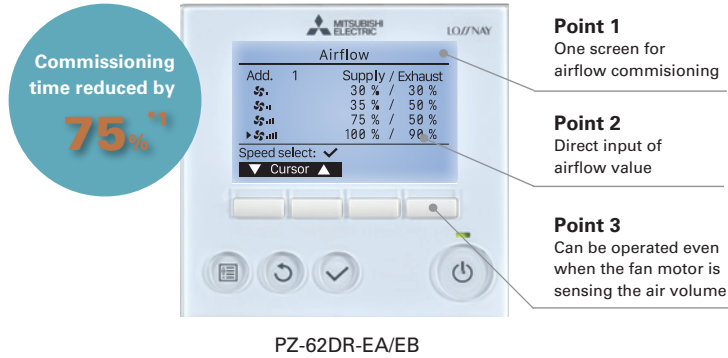 Commissioning
time reduced by
75% *1
MITSUBISHI
ELECTRIC
LOSSNAY
Airflow
Add. 1 Supply / Exhaust
30 % / 30 %
35 % / 50 %
75 % / 50 %
100 % / 90 %
Speed select: ✓
▼ Cursor ▲
Point 1
One screen for
airflow commisioning
Point 2
Direct input of
airflow value
Point 3
Can be operated even
when the fan motor is
sensing the air volume
PZ-62DR-EA/EB